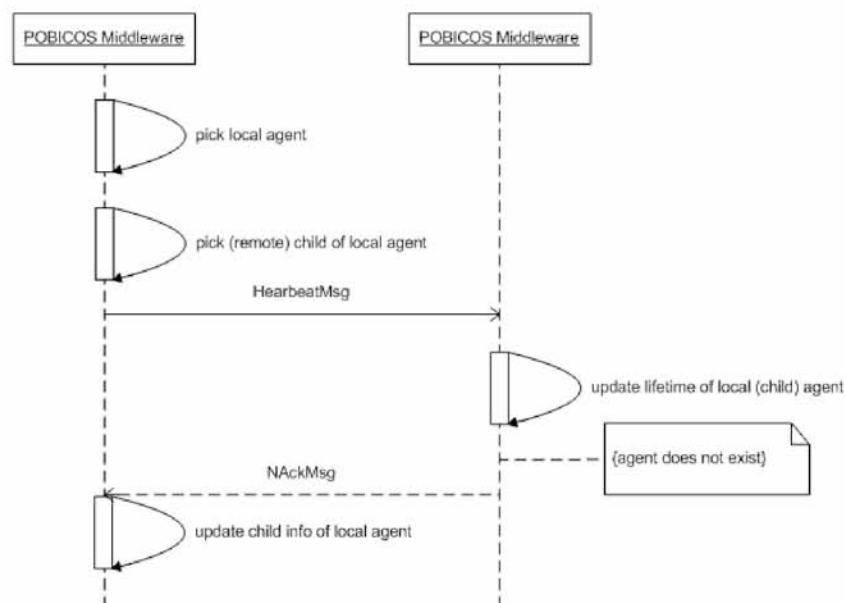 POBICOS Middleware
POBICOS Middleware
pick local agent
pick (remote) child of local agent
HearbeatMsg
update lifetime of local (child) agent
{agent does not exist}
NAckMsg
update child info of local agent